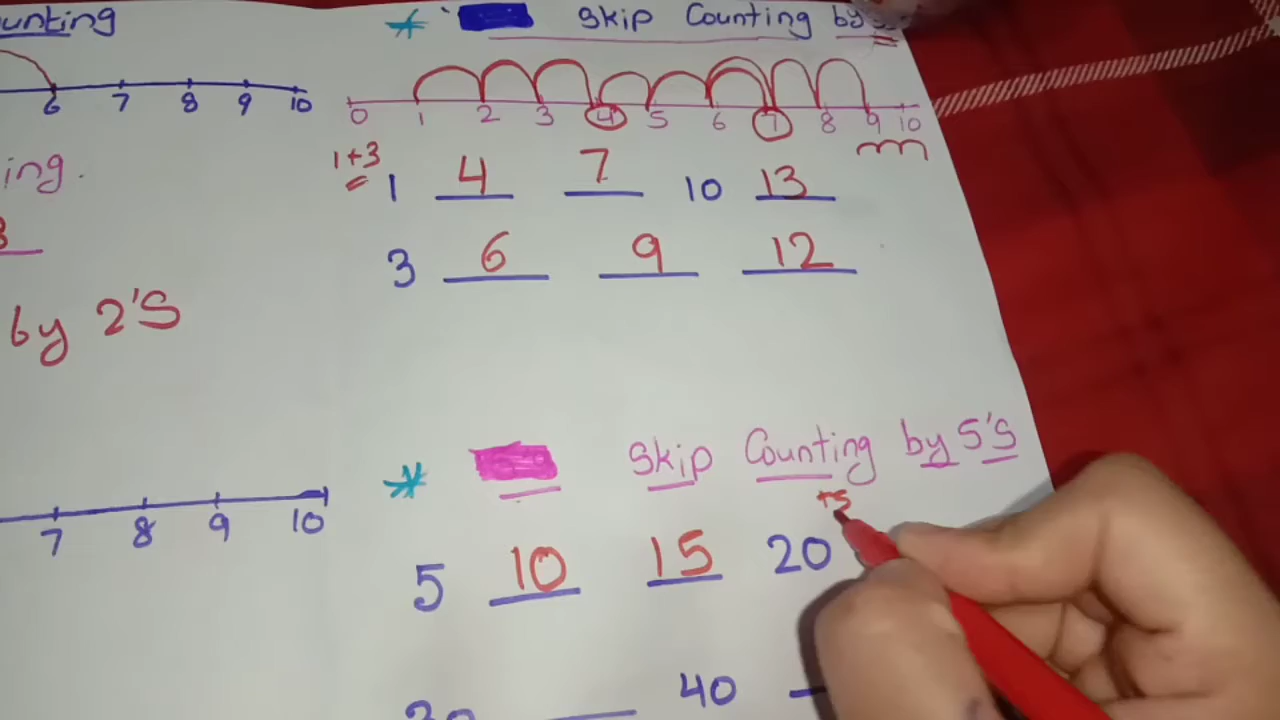 unting
6 7 8 9 10
ing.
by 2'S
7 8 9 10
* Skip Counting by
0 1 2 3 4 5 6 7 8 9 10
1+3
1 4 7 10 13
3 6 9 12
* Skip Counting by 5'S
+5
5 10 15 20
40